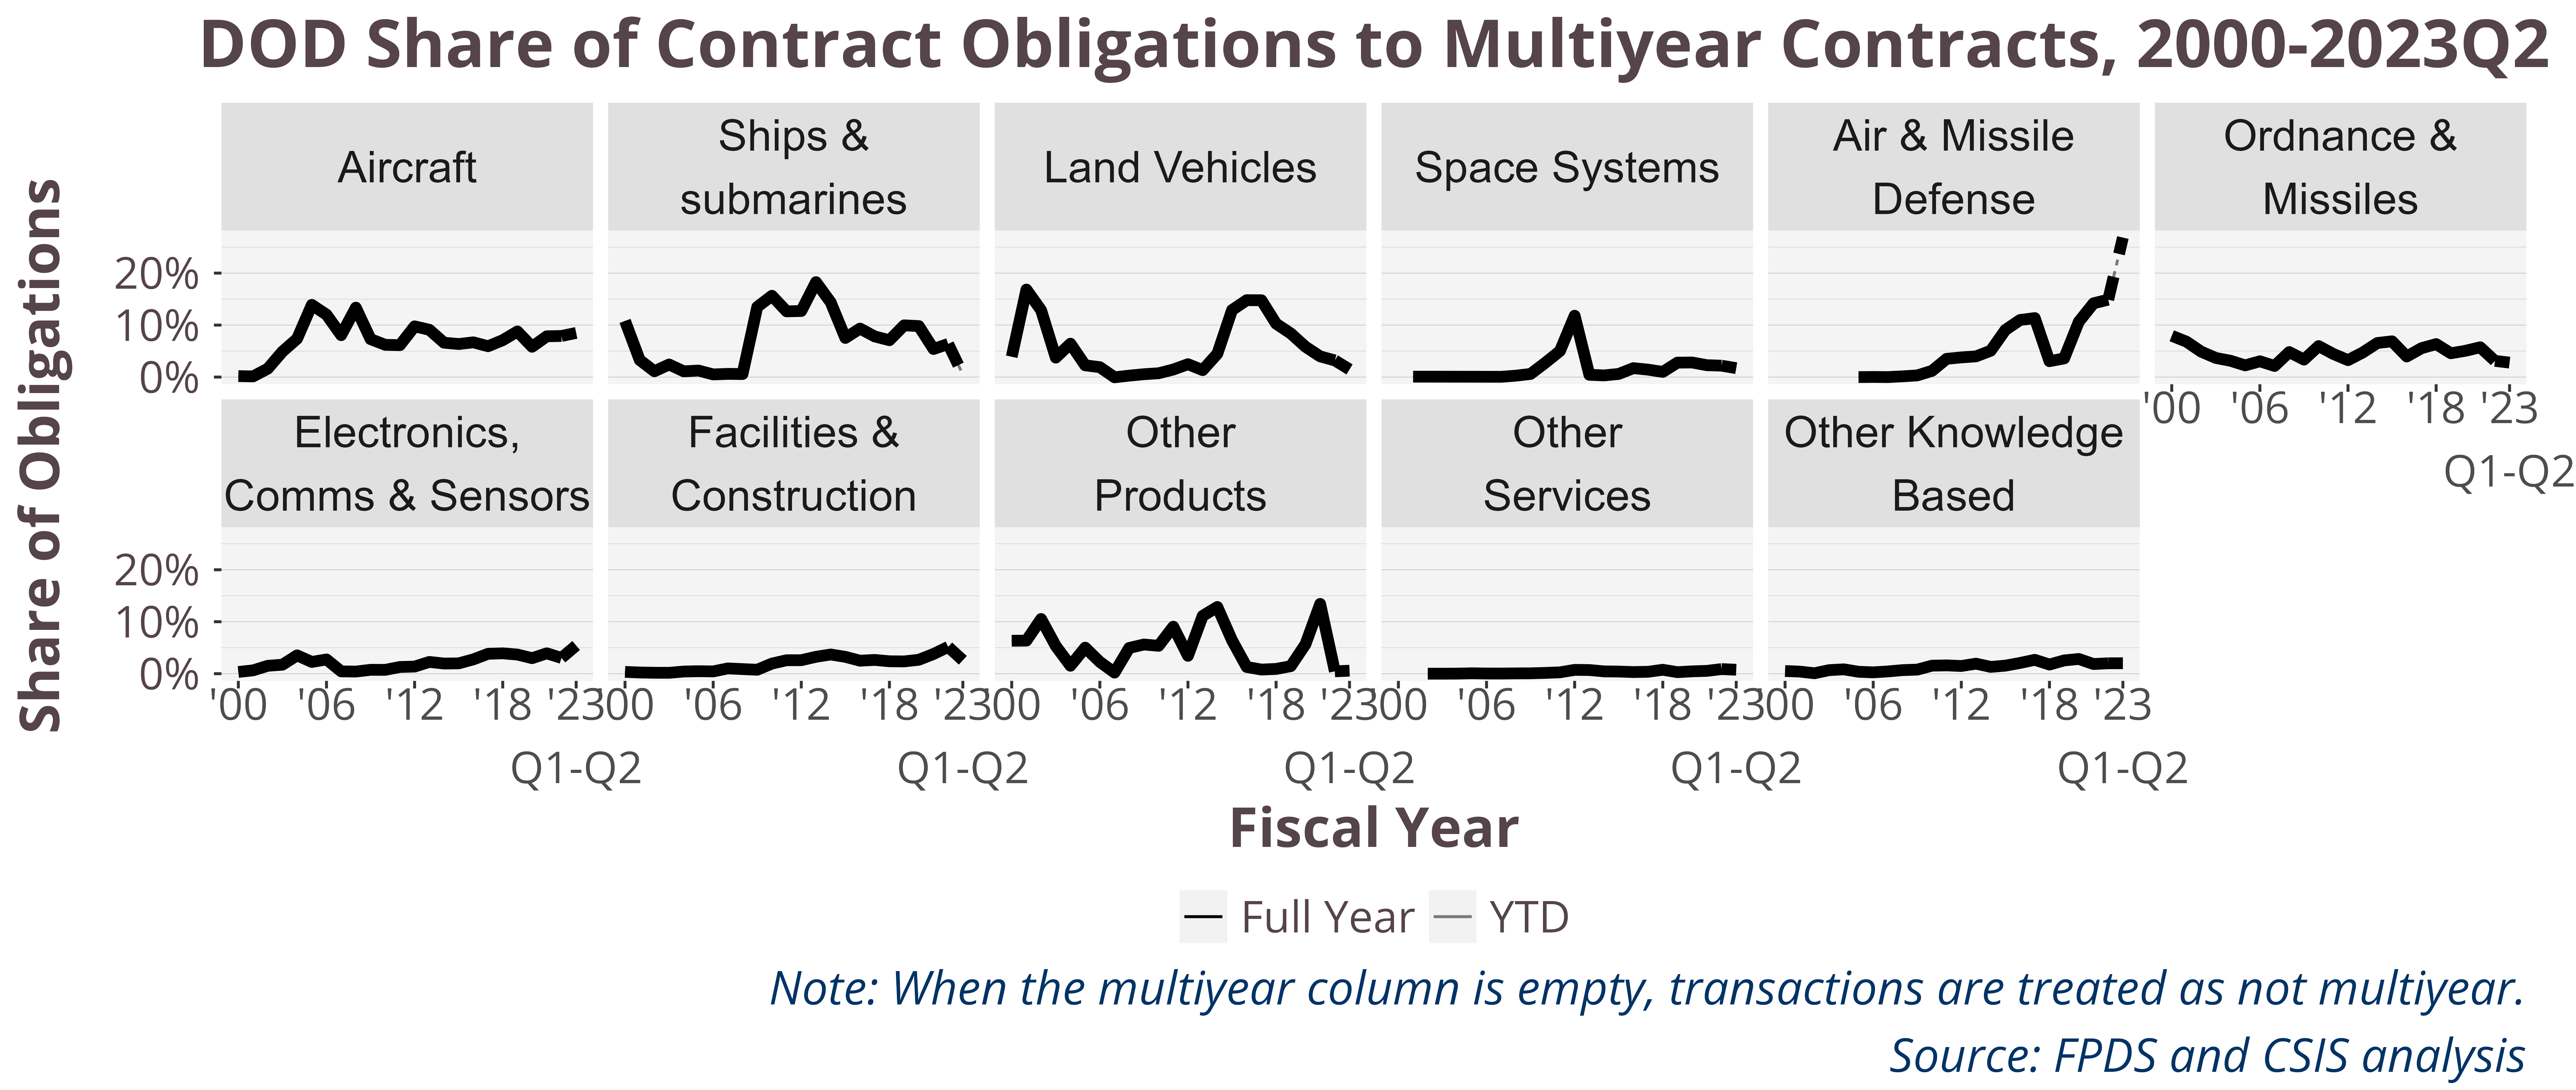 DOD Share of Contract Obligations to Multiyear Contracts, 2000-2023Q2
Share of Obligations
Aircraft
Ships &
submarines
Land Vehicles
Space Systems
Air & Missile
Defense
Ordnance &
Missiles
20%
10%
0%
'00 '06 '12 '18 '23
Q1-Q2
Electronics,
Comms & Sensors
Facilities &
Construction
Other
Products
Other
Services
Other Knowledge
Based
20%
10%
0%
'00 '06 '12 '18 '23
Q1-Q2
'00 '06 '12 '18 '23
Q1-Q2
'00 '06 '12 '18 '23
Q1-Q2
'00 '06 '12 '18 '23
Q1-Q2
'00 '06 '12 '18 '23
Q1-Q2
Fiscal Year
Full Year YTD
Note: When the multiyear column is empty, transactions are treated as not multiyear.
Source: FPDS and CSIS analysis